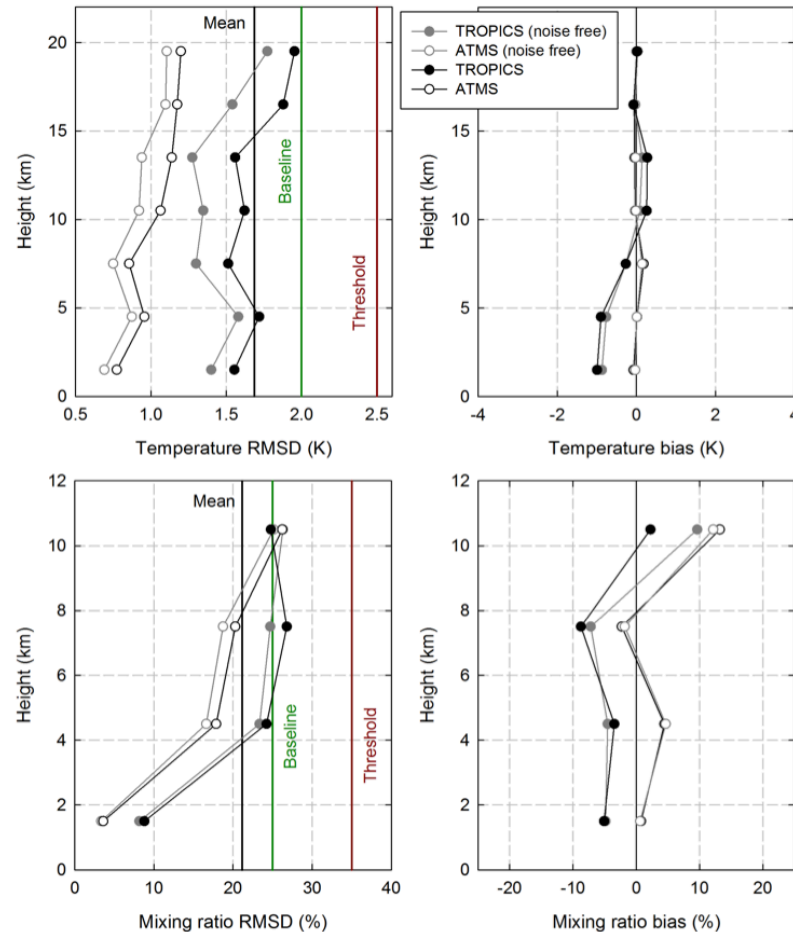 Mean
TROPICS (noise free)
ATMS (noise free)
TROPICS
ATMS
20
15
10
5
0
Height (km)
Baseline
Threshold
0.5 1.0 1.5 2.0 2.5
Temperature RMSD (K)
20
15
10
5
0
Height (km)
-4 -2 0 2 4
Temperature bias (K)
12
10
8
6
4
2
0
Height (km)
Mean
Baseline
Threshold
0 10 20 30 40
Mixing ratio RMSD (%)
12
10
8
6
4
2
0
Height (km)
-20 -10 0 10 20
Mixing ratio bias (%)